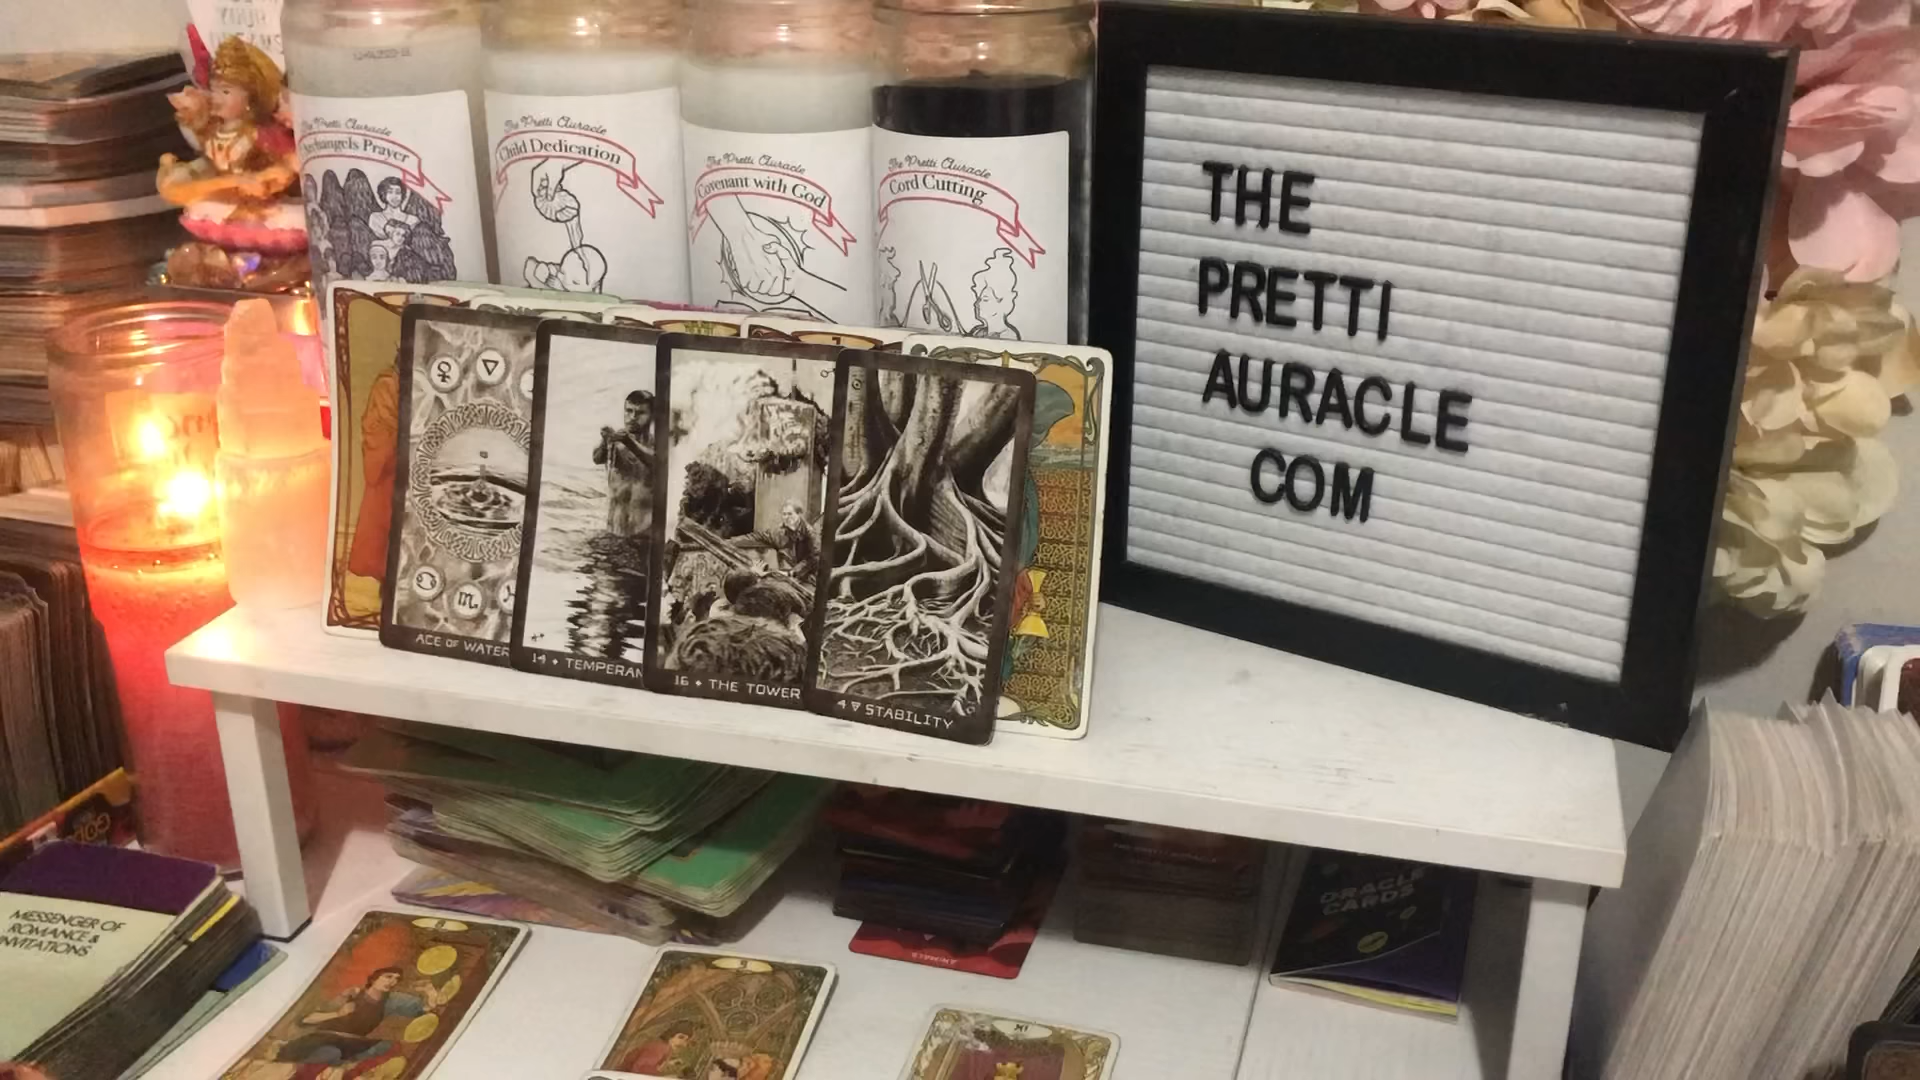 The Pretti Auracle
Archangels Prayer
The Pretti Auracle
Child Dedication
The Pretti Auracle
Covenant with God
The Pretti Auracle
Cord Cutting
THE
PRETTI
AURACLE
COM
ACE OF WATER
14 ✦ TEMPERAN
16 ✦ THE TOWER
4 ▽ STABILITY
MESSENGER OF
ROMANCE &
INVITATIONS
ORACLE
CARDS